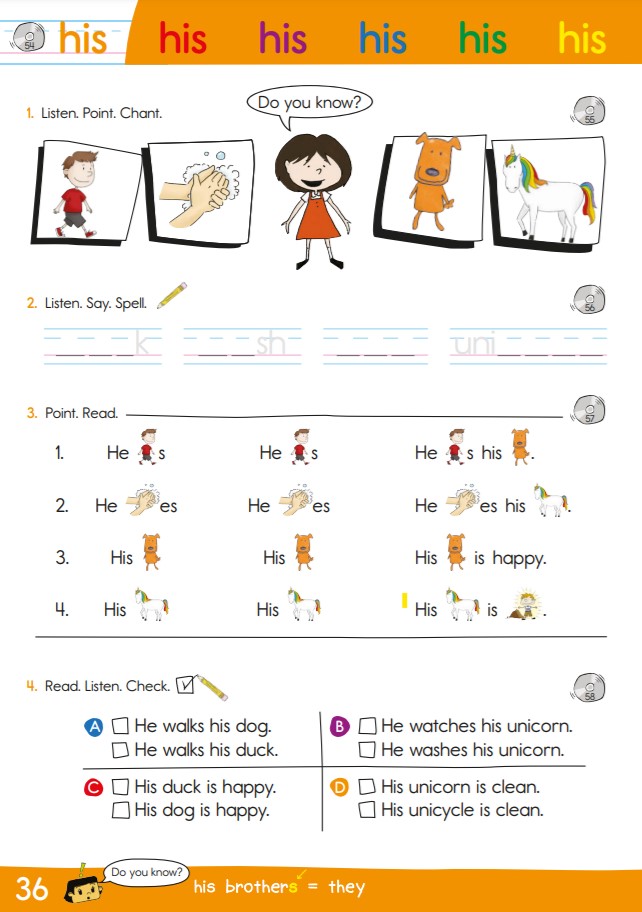 54 his his his his his his
Do you know?
1. Listen. Point. Chant. 55
2. Listen. Say. Spell. 56
k sh uni
3. Point. Read. 57
1. He s He s He s his .
2. He es He es He es his .
3. His His His is happy.
4. His His His is .
4. Read. Listen. Check. 58
A He walks his dog.
He walks his duck.
B He watches his unicorn.
He washes his unicorn.
C His duck is happy.
His dog is happy.
D His unicorn is clean.
His unicycle is clean.
36 Do you know? his brothers = they